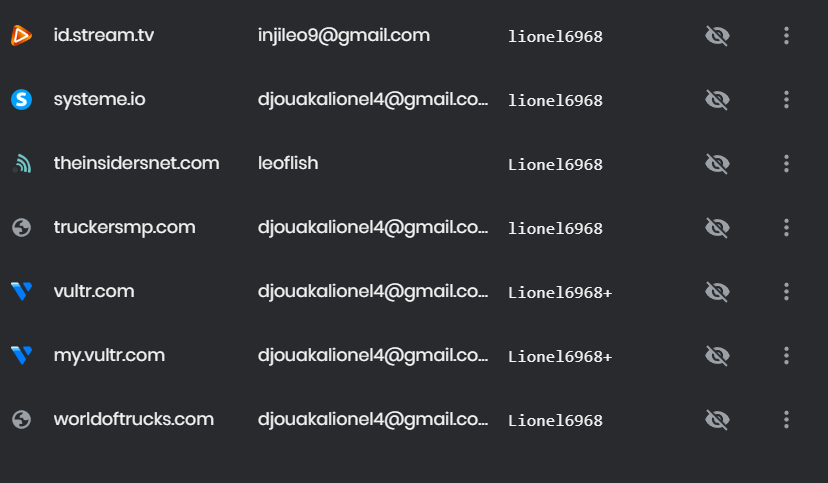 id.stream.tv injileo9@gmail.com lionel6968
systeme.io djouakalionel4@gmail.co... lionel6968
theinsidersnet.com leoflish Lionel6968
truckersmp.com djouakalionel4@gmail.co... lionel6968
vultr.com djouakalionel4@gmail.co... Lionel6968+
my.vultr.com djouakalionel4@gmail.co... Lionel6968+
worldoftrucks.com djouakalionel4@gmail.co... Lionel6968